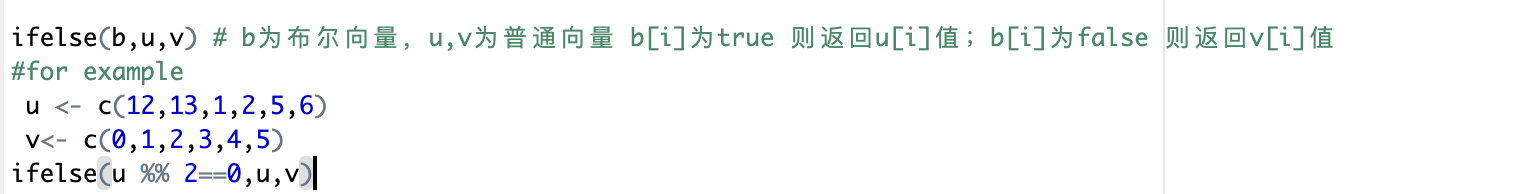 ifelse(b,u,v) # b为布尔向量，u,v为普通向量 b[i]为true 则返回u[i]值；b[i]为false 则返回v[i]值
#for example
 u <- c(12,13,1,2,5,6)
 v<- c(0,1,2,3,4,5)
ifelse(u %% 2==0,u,v)